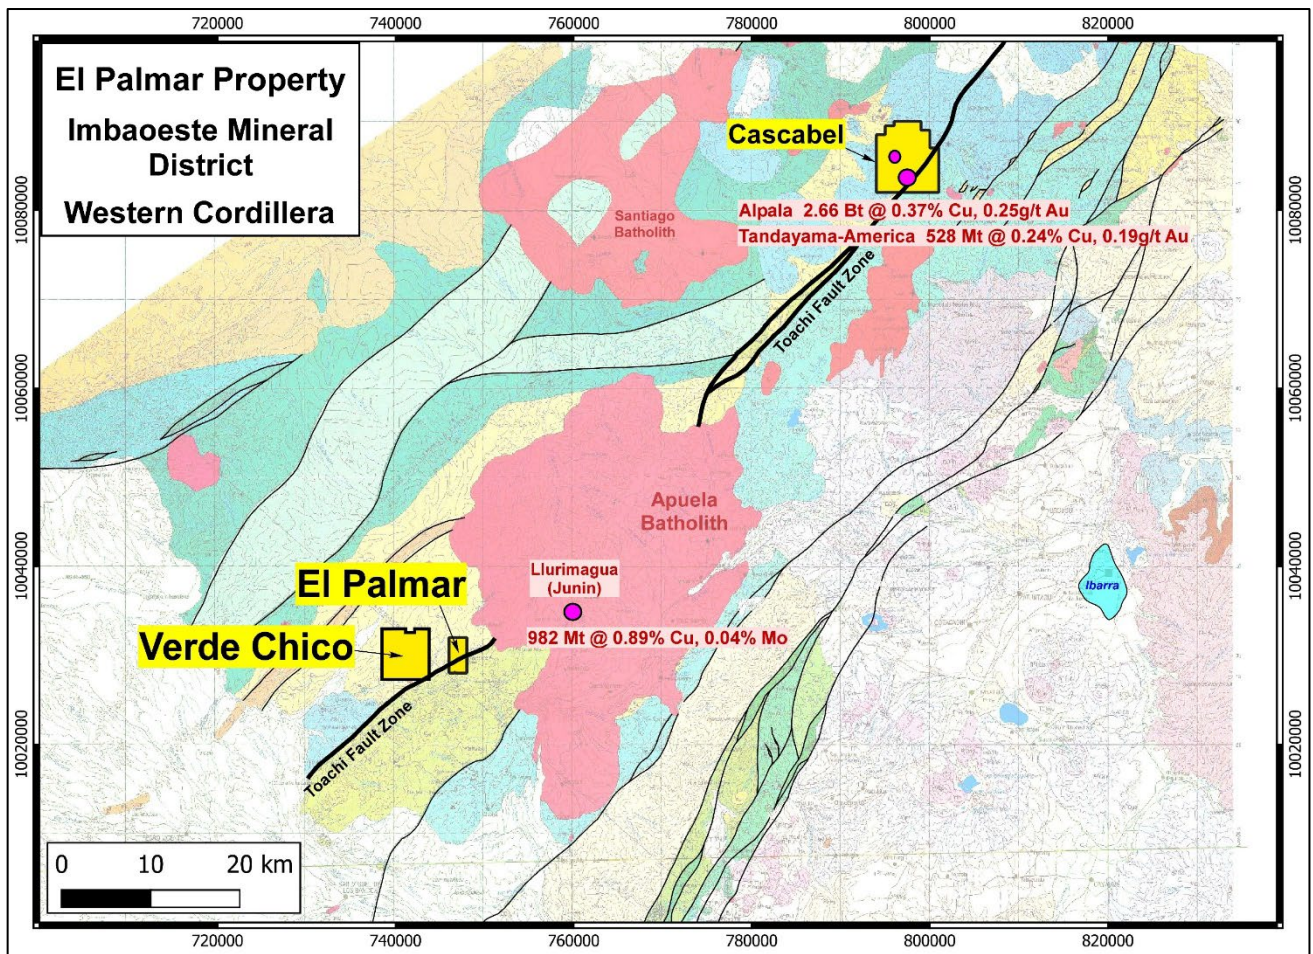 720000
740000
760000
780000
800000
820000
El Palmar Property
Imbaoeste Mineral
District
Western Cordillera
10080000
10080000
Cascabel
Santiago
Batholith
Alpala 2.66 Bt @ 0.37% Cu, 0.25g/t Au
Tandayama-America 528 Mt @ 0.24% Cu, 0.19g/t Au
Toachi Fault Zone
10060000
10060000
Apuela
Batholith
10040000
10040000
Llurimagua
(Junin)
Ibarra
El Palmar
982 Mt @ 0.89% Cu, 0.04% Mo
Verde Chico
Toachi Fault Zone
10020000
10020000
0 10 20 km
720000
740000
760000
780000
800000
820000